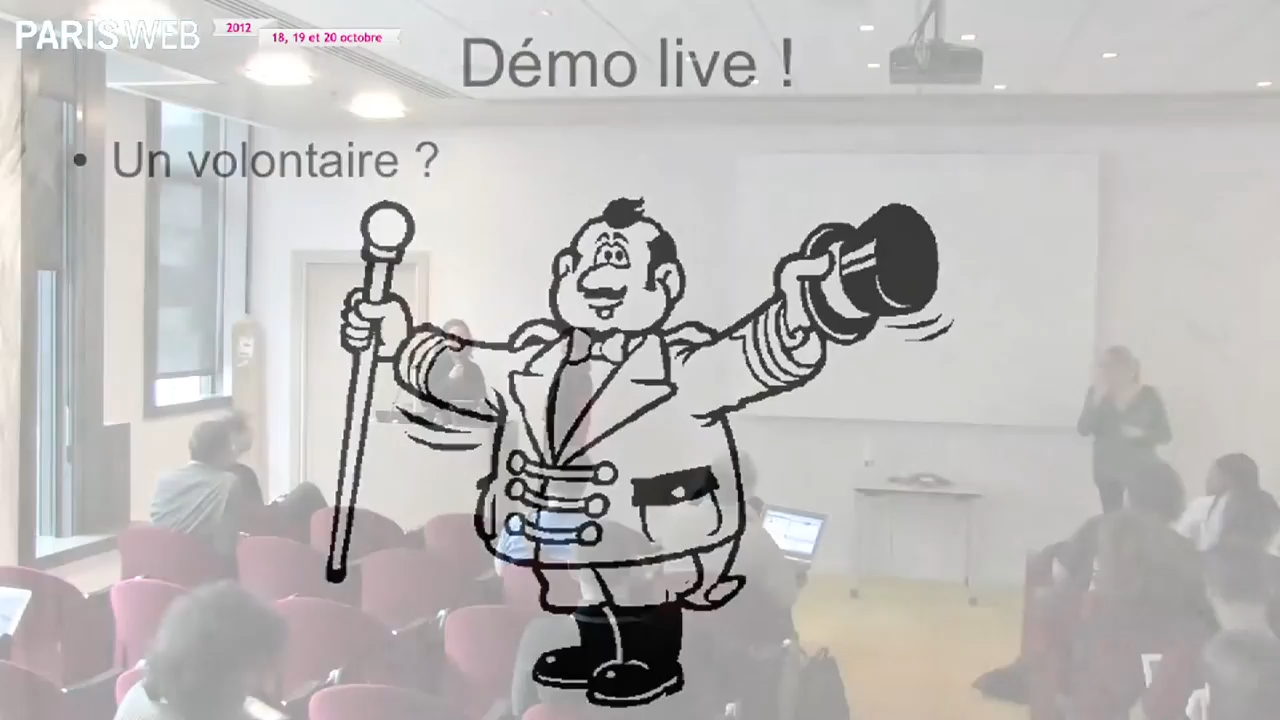 PARIS WEB
2012
18, 19 et 20 octobre
Démo live !
• Un volontaire ?